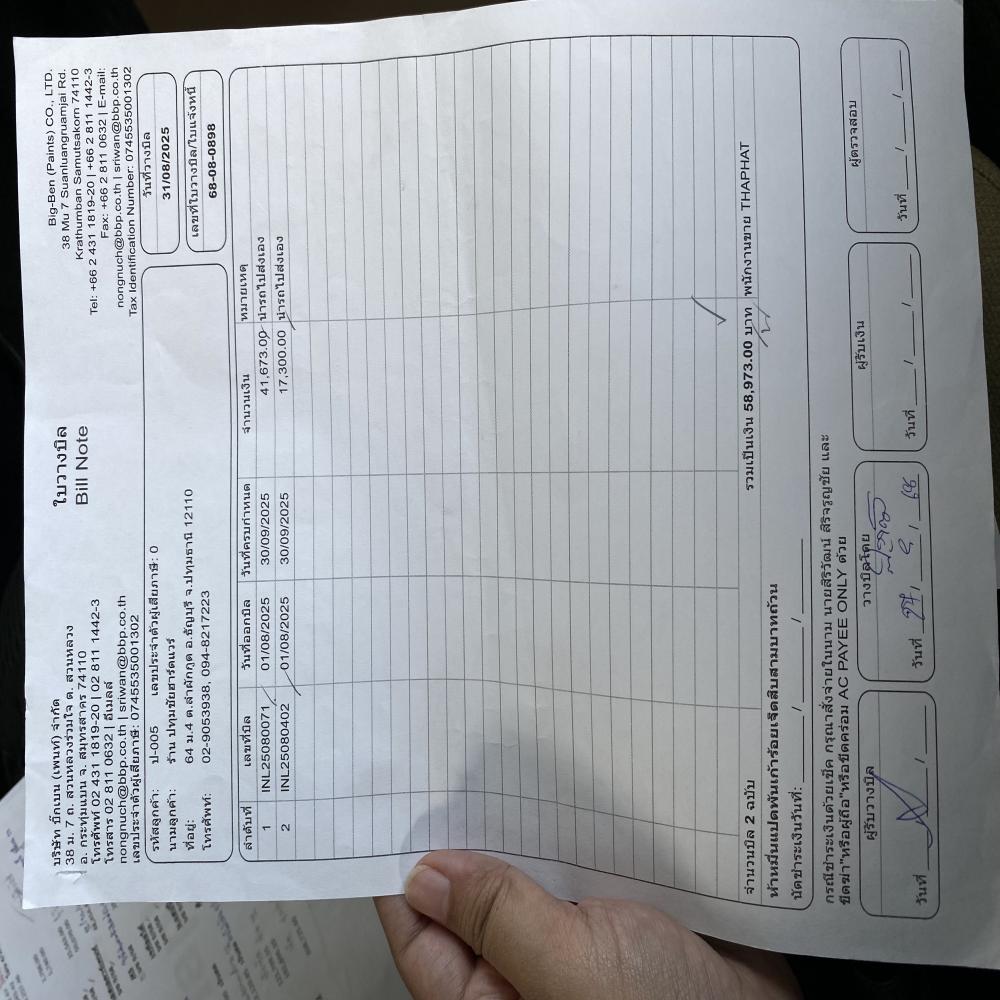 บริษัท บิ๊กเบน (เพนท์) จำกัด
38 ม. 7 ถ. สวนหลวงร่วมใจ ต. สวนหลวง
อ. กระทุ่มแบน จ. สมุทรสาคร 74110
โทรศัพท์ 02 431 1819-20 | 02 811 1442-3
โทรสาร 02 811 0632 | อีเมลล์
nongnuch@bbp.co.th | sriwan@bbp.co.th
เลขประจำตัวผู้เสียภาษี: 0745535001302
ใบวางบิล
Bill Note
Big-Ben (Paints) CO., LTD.
38 Mu 7 Suanluangruamjai Rd.
Krathumban Samutsakorn 74110
Tel: +66 2 431 1819-20 | +66 2 811 1442-3
Fax: +66 2 811 0632 | E-mail:
nongnuch@bbp.co.th | sriwan@bbp.co.th
Tax Identification Number: 0745535001302
รหัสลูกค้า: ป-005 เลขประจำตัวผู้เสียภาษี: 0
นามลูกค้า: ร้าน ปทุมชัยฮาร์ดแวร์
ที่อยู่: 64 ม.4 ต.ลำผักกูด อ.ธัญบุรี จ.ปทุมธานี 12110
โทรศัพท์: 02-9053938, 094-8217223
วันที่วางบิล
31/08/2025
เลขที่ใบวางบิล/ใบแจ้งหนี้
68-08-0898
ลำดับที่ เลขที่บิล วันที่ออกบิล วันที่ครบกำหนด จำนวนเงิน หมายเหตุ
1 INL25080071 01/08/2025 30/09/2025 41,673.00 นำรถไปส่งเอง
2 INL25080402 01/08/2025 30/09/2025 17,300.00 นำรถไปส่งเอง
จำนวนบิล 2 ฉบับ รวมเป็นเงิน 58,973.00 บาท พนักงานขาย THAPHAT
ห้าหมื่นแปดพันเก้าร้อยเจ็ดสิบสามบาทถ้วน
นัดชำระเงินวันที่: ____/____/____
กรณีชำระเงินด้วยเช็ค กรุณาสั่งจ่ายในนาม นายสิริวัฒน์ สิริจรูญชัย และ
ขีดฆ่า"หรือผู้ถือ"หรือขีดคร่อม AC PAYEE ONLY ด้วย
ผู้รับวางบิล
วันที่ ___/___/___
วางบิลโดย
วันที่ 27 / 9 / 68
ผู้รับเงิน
วันที่ ___/___/___
ผู้ตรวจสอบ
วันที่ ___/___/___